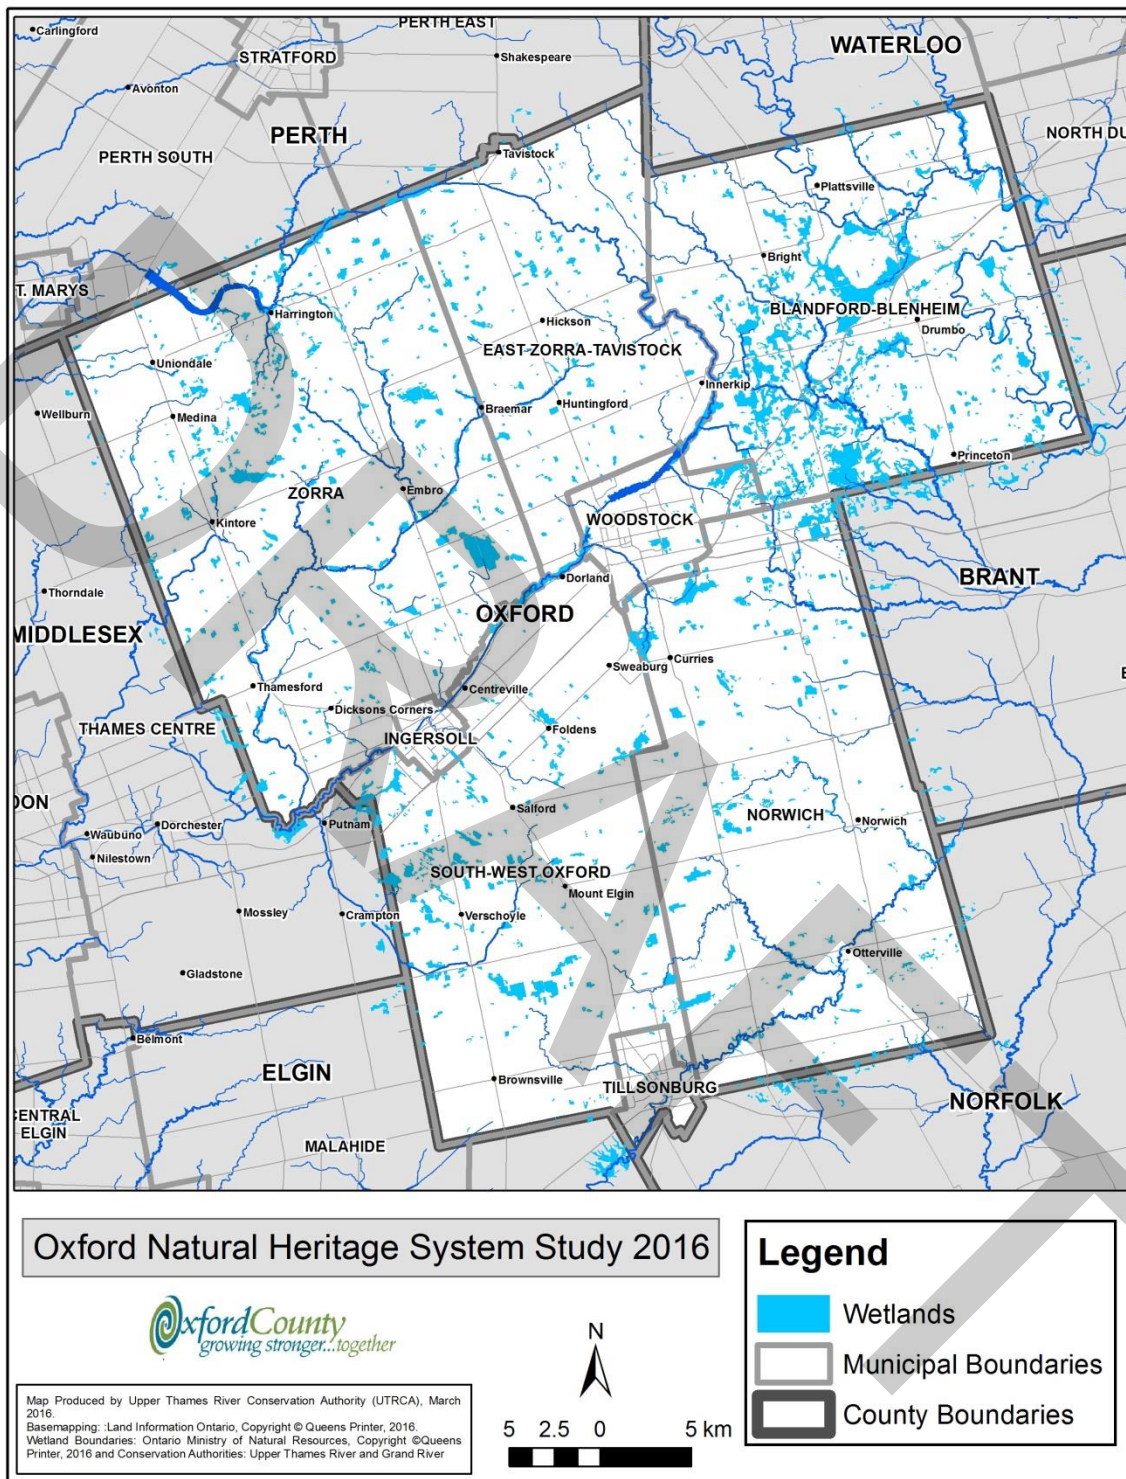 Carlingford
PERTH EAST
STRATFORD
Shakespeare
WATERLOO
Avonton
PERTH
NORTH DU
PERTH SOUTH
Tavistock
Plattsville
Bright
T. MARYS
Harrington
BLANDFORD-BLENHEIM
Hickson
Drumbo
EAST-ZORRA-TAVISTOCK
Uniondale
Innerkip
Wellburn
Medina
Braemar
Huntingford
Princeton
ZORRA
Embro
Kintore
WOODSTOCK
Dorland
BRANT
Thorndale
OXFORD
MIDDLESEX
Sweaburg
Curries
E
Thamesford
Centreville
Dicksons Corners
THAMES CENTRE
INGERSOLL
Foldens
DON
Salford
NORWICH
Norwich
Waubuno
Dorchester
Putnam
Nilestown
SOUTH-WEST OXFORD
Mount Elgin
Mossley
Crampton
Verschoyle
Otterville
Gladstone
Belmont
ELGIN
Brownsville
TILLSONBURG
NORFOLK
CENTRAL
ELGIN
MALAHIDE
DRAFT
Oxford Natural Heritage System Study 2016
OxfordCounty
growing stronger...together
Map Produced by Upper Thames River Conservation Authority (UTRCA), March
2016.
Basemapping: :Land Information Ontario, Copyright © Queens Printer, 2016.
Wetland Boundaries: Ontario Ministry of Natural Resources, Copyright ©Queens
Printer, 2016 and Conservation Authorities: Upper Thames River and Grand River
N
5 2.5 0 5 km
Legend
Wetlands
Municipal Boundaries
County Boundaries